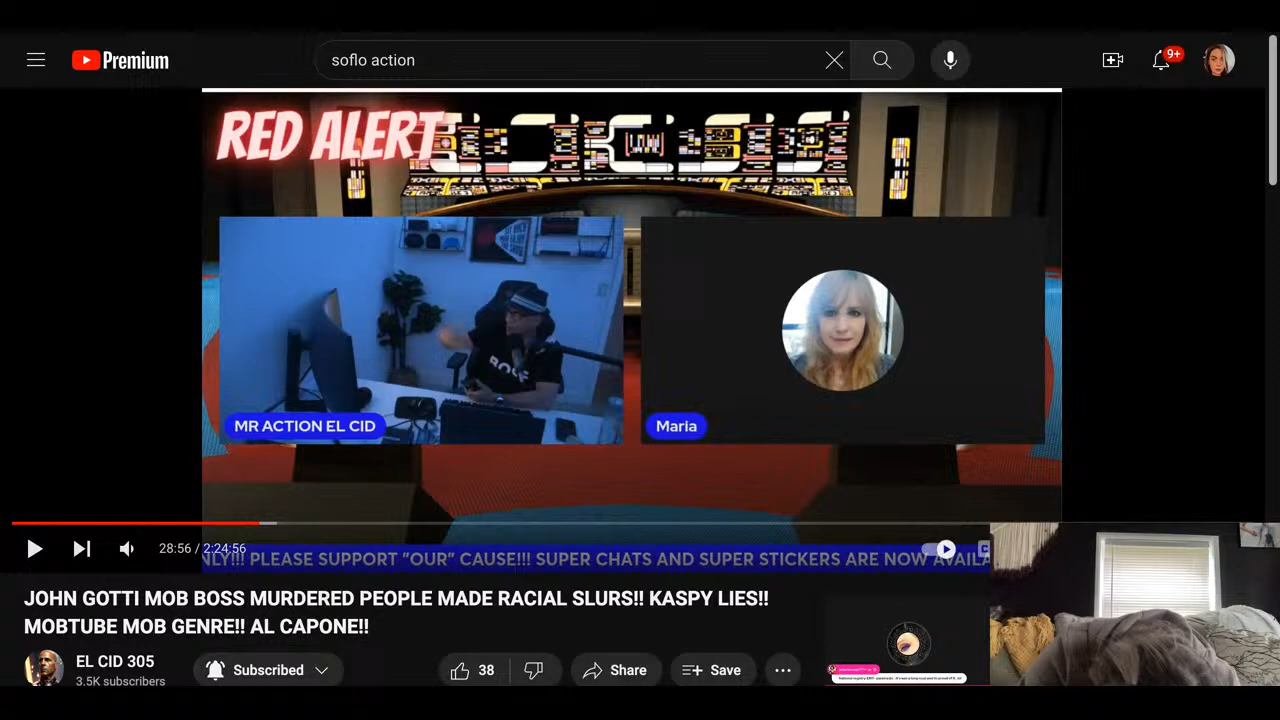 Premium
soflo action
9+
RED ALERT
BOSS
MR ACTION EL CID
Maria
28:56 / 2:24:56
NLY!!! PLEASE SUPPORT "OUR" CAUSE!!! SUPER CHATS AND SUPER STICKERS ARE NOW AVAILA
JOHN GOTTI MOB BOSS MURDERED PEOPLE MADE RACIAL SLURS!! KASPY LIES!!
MOBTUBE MOB GENRE!! AL CAPONE!!
EL CID 305
3.5K subscribers
Subscribed
38
Share
Save